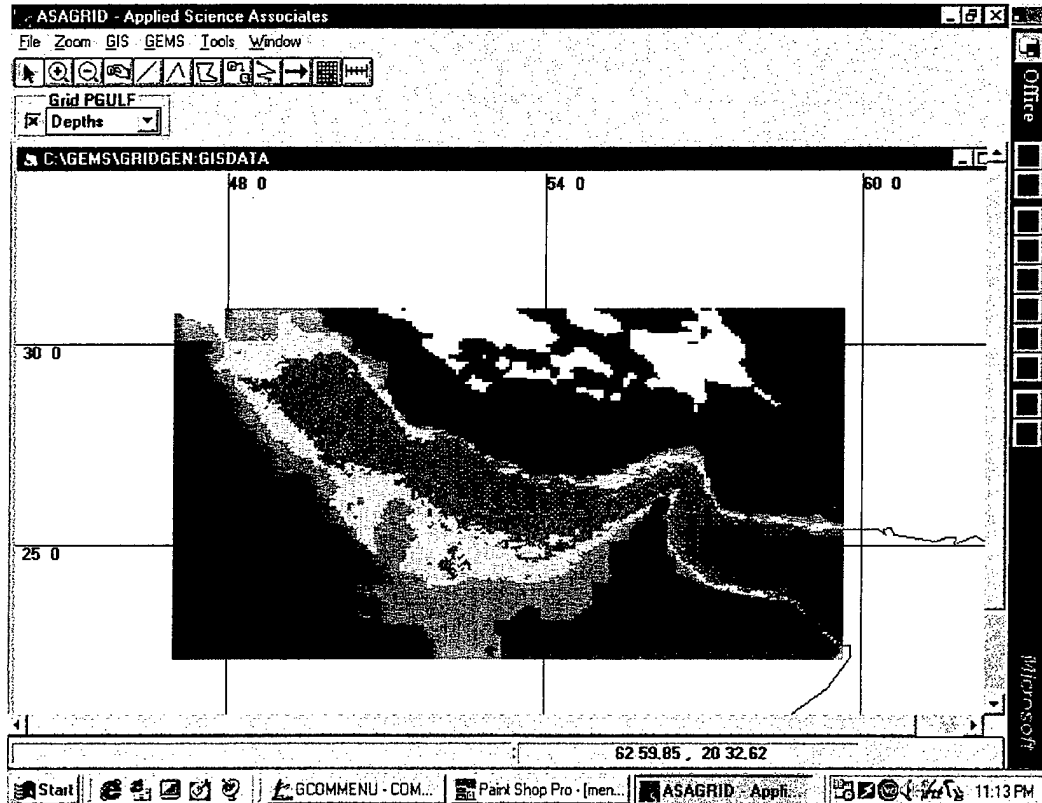 ASAGRID - Applied Science Associates
File Zoom GIS GEMS Tools Window
Grid PGULF
Depths
C:\GEMS\GRIDGEN:GISDATA
48 0
54 0
60 0
30 0
25 0
62 59.85 , 20 32.62
Office
Microsoft
Start
GCOMMENU - COM...
Paint Shop Pro - [men...
ASAGRID - Appli...
11:13 PM